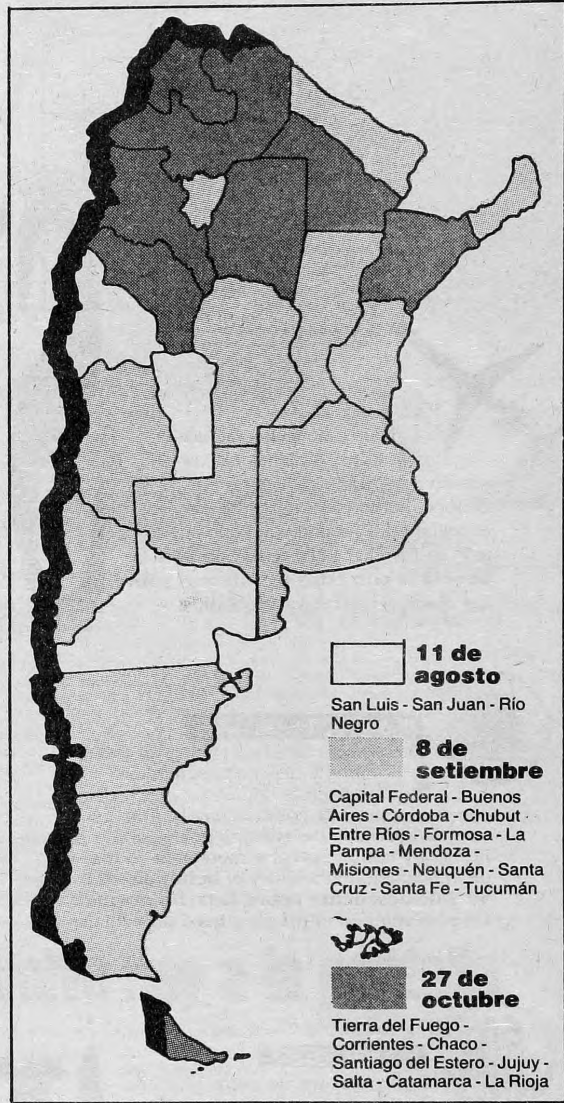 11 de
agosto
San Luis - San Juan - Río
Negro
8 de
setiembre
Capital Federal - Buenos
Aires - Córdoba - Chubut -
Entre Ríos - Formosa - La
Pampa - Mendoza -
Misiones - Neuquén - Santa
Cruz - Santa Fe - Tucumán
27 de
octubre
Tierra del Fuego -
Corrientes - Chaco -
Santiago del Estero - Jujuy -
Salta - Catamarca - La Rioja